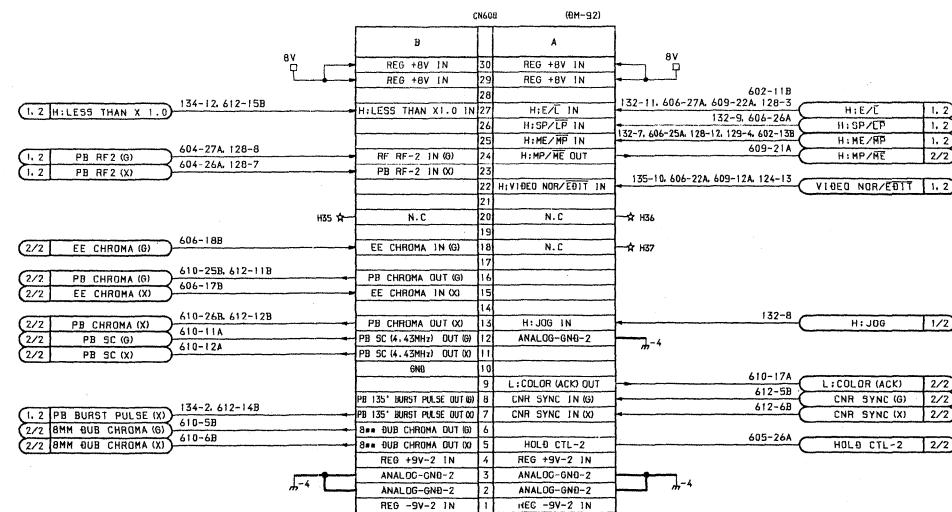 CN608 (DM-92)
B A
8V REG +8V IN 30 REG +8V IN 8V
REG +8V IN 29 REG +8V IN
28 602-11B
1, 2 H:LESS THAN X 1.0 134-12, 612-15B H:LESS THAN X1.0 IN 27 H:E/L IN 132-11, 606-27A, 609-22A, 128-3 H:E/L 1, 2
26 H:SP/LP IN 132-9, 606-26A H:SP/LP 1, 2
25 H:ME/MP IN 132-7, 606-25A, 128-12, 129-4, 602-13B H:ME/MP 1, 2
1, 2 PB RF2 (G) 604-27A, 128-8 RF RF-2 IN (G) 24 H:MP/ME OUT 609-21A H:MP/ME 2/2
1, 2 PB RF2 (X) 604-26A, 128-7 PB RF-2 IN (X) 23
22 H:VIDEO NOR/EDIT IN 135-10, 606-22A, 609-12A, 124-13 VIDEO NOR/EDIT 1, 2
21
H35 ☆ N.C 20 N.C ☆ H36
19
2/2 EE CHROMA (G) 606-18B EE CHROMA IN (G) 18 N.C ☆ H37
17
2/2 PB CHROMA (G) 610-25B, 612-11B PB CHROMA OUT (G) 16
2/2 EE CHROMA (X) 606-17B EE CHROMA IN (X) 15
14
2/2 PB CHROMA (X) 610-26B, 612-12B PB CHROMA OUT (X) 13 H:JOG IN 132-8 H:JOG 1/2
2/2 PB SC (G) 610-11A PB SC (4.43MHz) OUT (G) 12 ANALOG-GND-2 -4
2/2 PB SC (X) 610-12A PB SC (4.43MHz) OUT (X) 11
GND 10
9 L:COLOR (ACK) OUT 610-17A L:COLOR (ACK) 2/2
PB 135° BURST PULSE OUT (G) 8 CNR SYNC IN (G) 612-5B CNR SYNC (G) 2/2
1, 2 PB BURST PULSE (X) 134-2, 612-14B PB 135° BURST PULSE OUT (X) 7 CNR SYNC IN (X) 612-6B CNR SYNC (X) 2/2
2/2 8MM DUB CHROMA (G) 610-5B 8mm DUB CHROMA OUT (G) 6
2/2 8MM DUB CHROMA (X) 610-6B 8mm DUB CHROMA OUT (X) 5 HOLD CTL-2 605-26A HOLD CTL-2 2/2
REG +9V-2 IN 4 REG +9V-2 IN
-4 ANALOG-GND-2 3 ANALOG-GND-2 -4
ANALOG-GND-2 2 ANALOG-GND-2
REG -9V-2 IN 1 REG -9V-2 IN